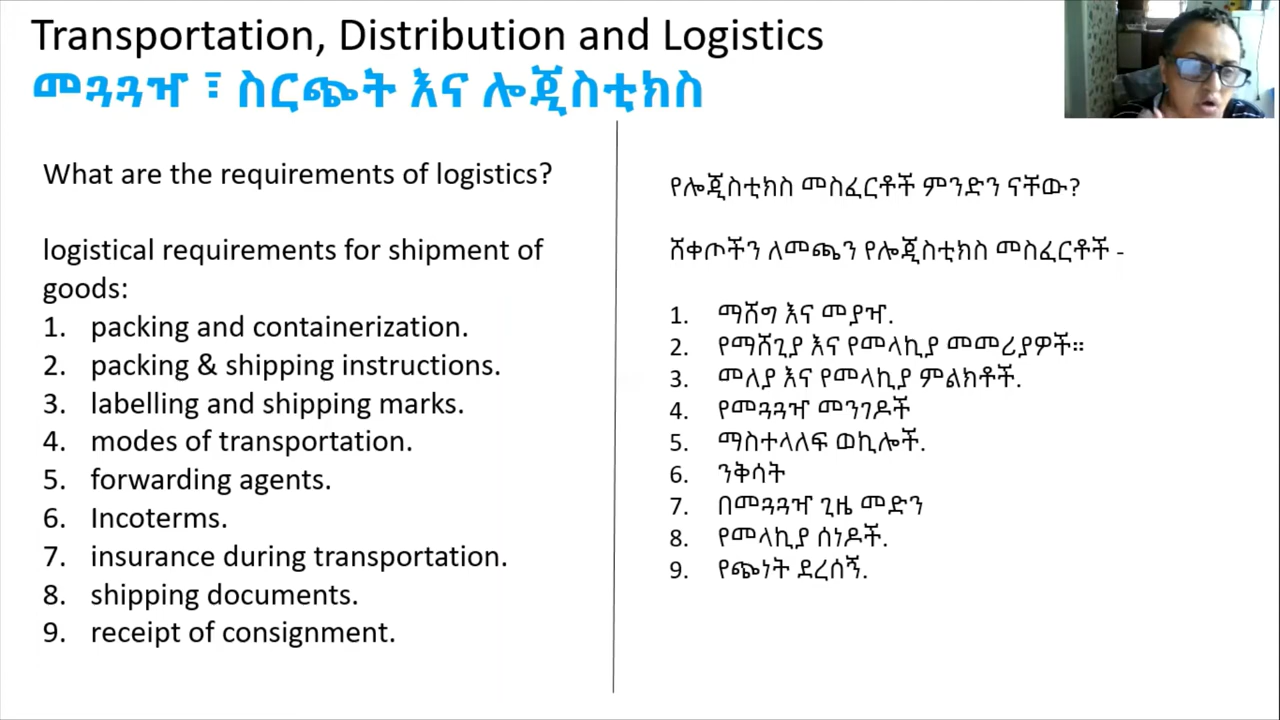 Transportation, Distribution and Logistics
መጓጓዣ ፣ ስርጭት እና ሎጂስቲክስ
What are the requirements of logistics?
logistical requirements for shipment of
goods:
1. packing and containerization.
2. packing & shipping instructions.
3. labelling and shipping marks.
4. modes of transportation.
5. forwarding agents.
6. Incoterms.
7. insurance during transportation.
8. shipping documents.
9. receipt of consignment.
የሎጂስቲክስ መስፈርቶች ምንድን ናቸው?
ሸቀጦችን ለመጫን የሎጂስቲክስ መስፈርቶች -
1. ማሸግ እና መያዣ.
2. የማሸጊያ እና የመላኪያ መመሪያዎች።
3. መለያ እና የመላኪያ ምልክቶች.
4. የመጓጓዣ መንገዶች
5. ማስተላለፍ ወኪሎች.
6. ንቅሳት
7. በመጓጓዣ ጊዜ መድን
8. የመላኪያ ሰነዶች.
9. የጭነት ደረሰኝ.